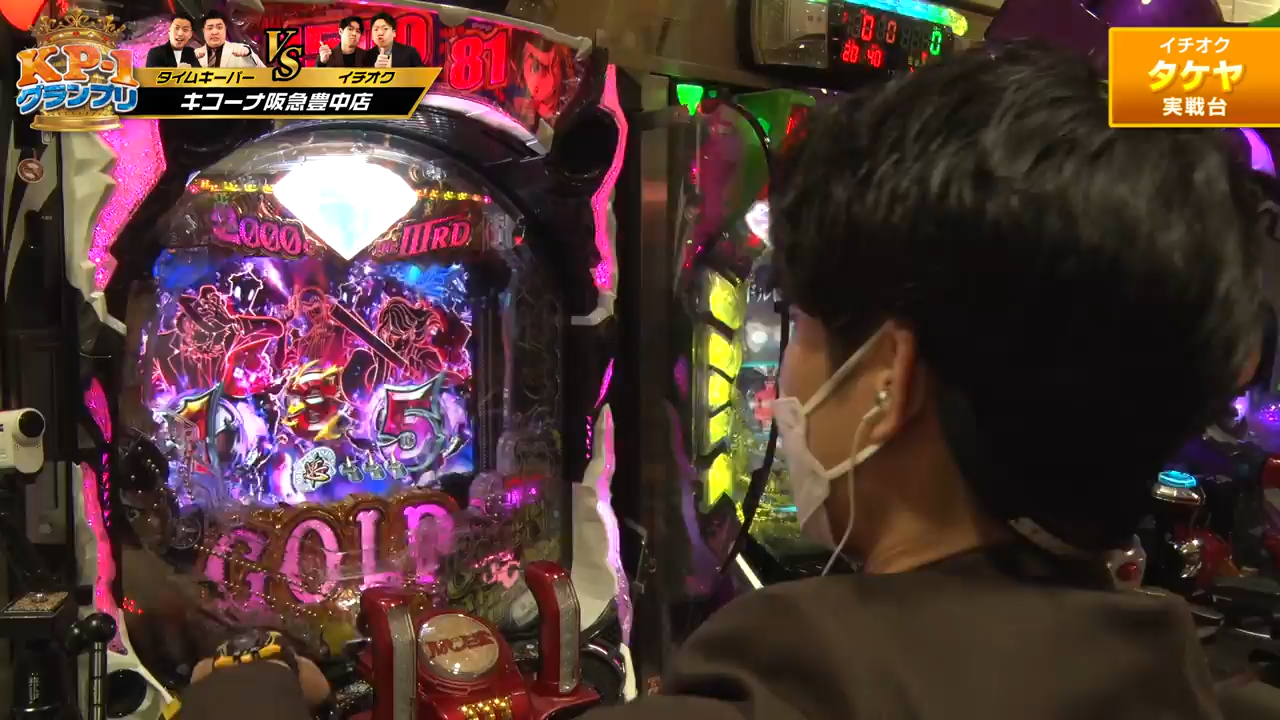 KP-1
グランプリ
タイムキーパー
VS
イチオク
キコーナ阪急豊中店
イチオク
タケヤ
実戦台
81
2000
IIIRD
1
5
GOLD